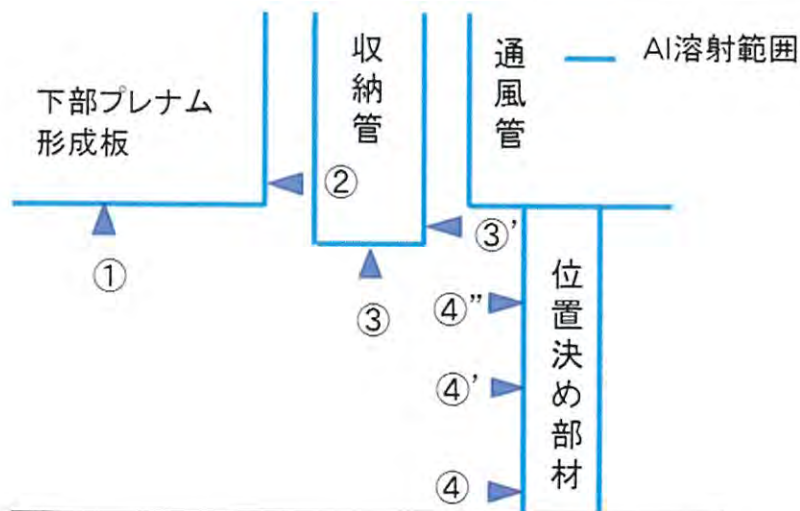 下部プレナム
形成板
収納管
通風管
Al溶射範囲
②
①
③
③’
④”
④’
④
位置決め部材